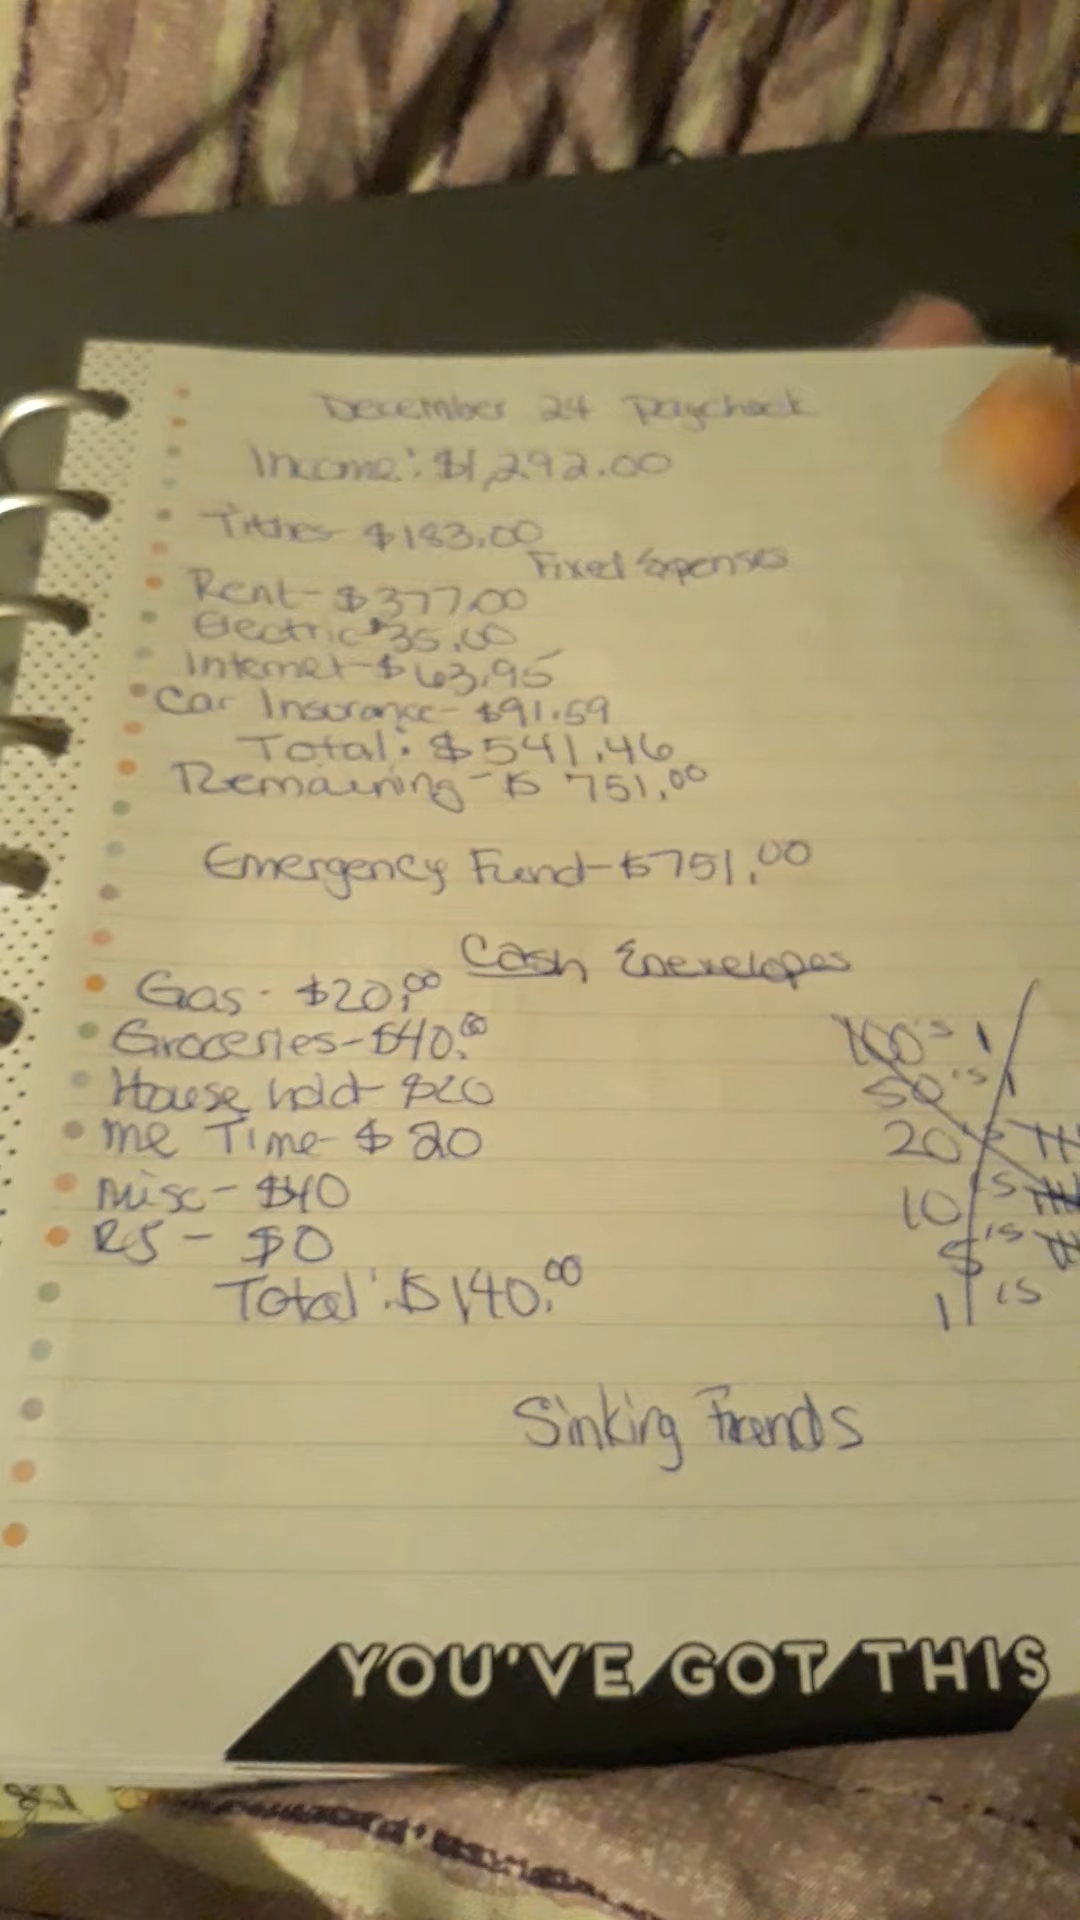 December 24 Paycheck
Income: $1,292.00
Tithes- $183.00
Fixed Expenses
Rent- $377.00
Electric $35.00
Internet-$63.95
Car Insurance- $91.59
Total: $541.46
Remaining-$ 751.00
Emergency Fund-$751.00
Cash Enevelopes
Gas- $20.00
Groceries-$40.00
House hold- $20
me Time- $ 20
misc- $40
RS - $0
Total: $140.00
100's 1
50's 1
20's
10's
5's
1's
Sinking Funds
YOU'VE GOT THIS